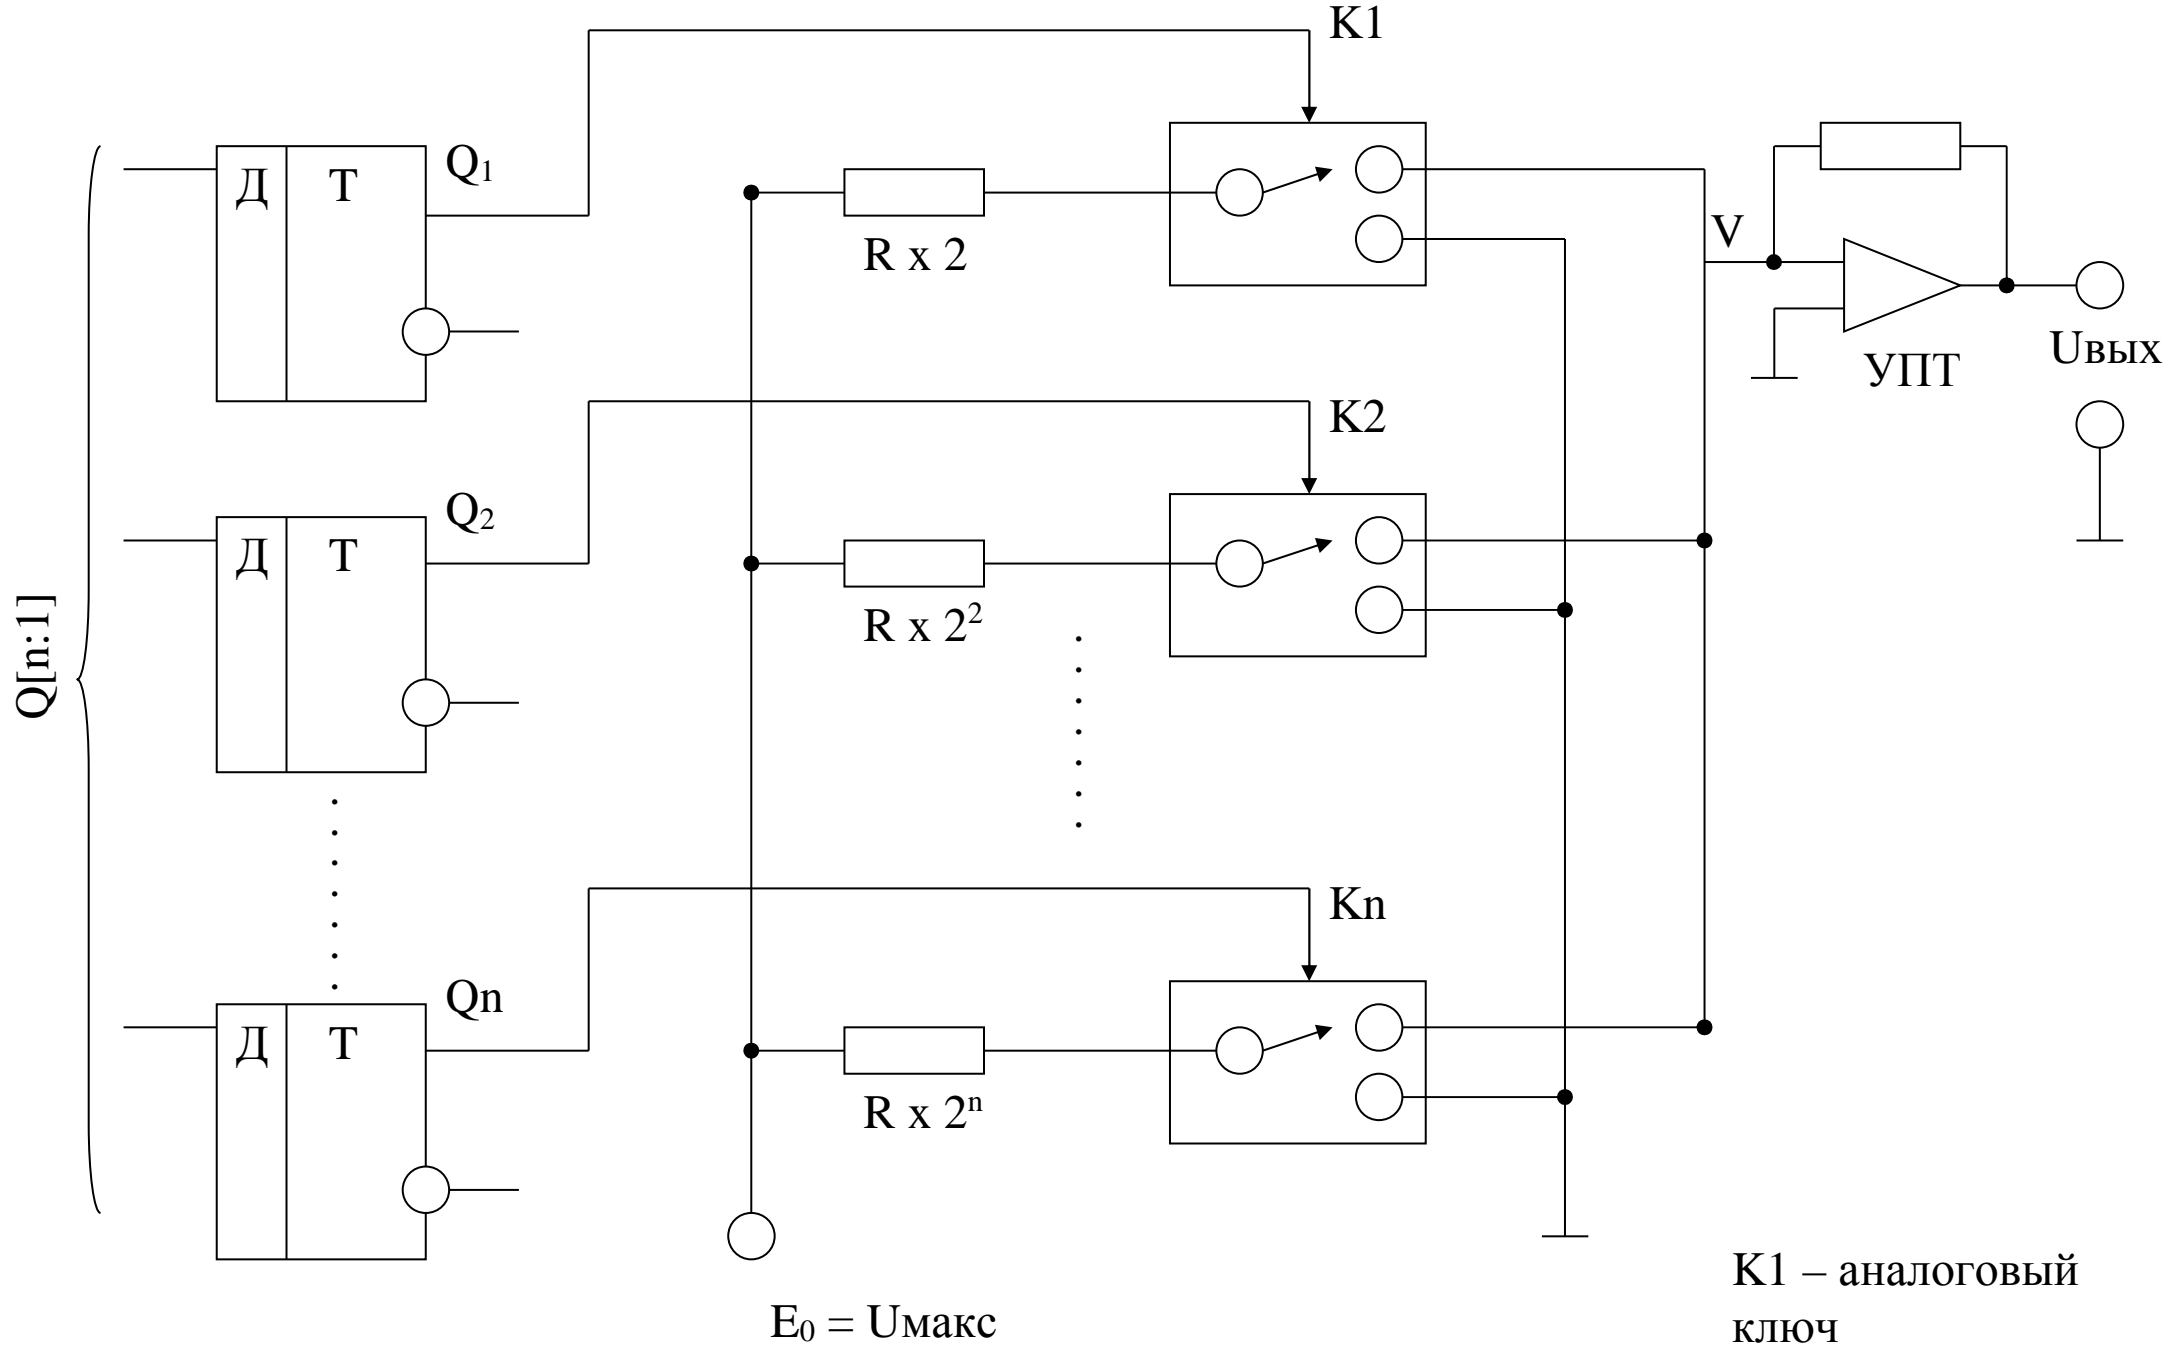 K1
Д Т Q₁
R x 2
V
УПТ
Uвых
K2
Д Т Q₂
R x 2²
Q[n:1]
Kn
Д Т Qn
R x 2ⁿ
E₀ = Uмакс
K1 – аналоговый
ключ